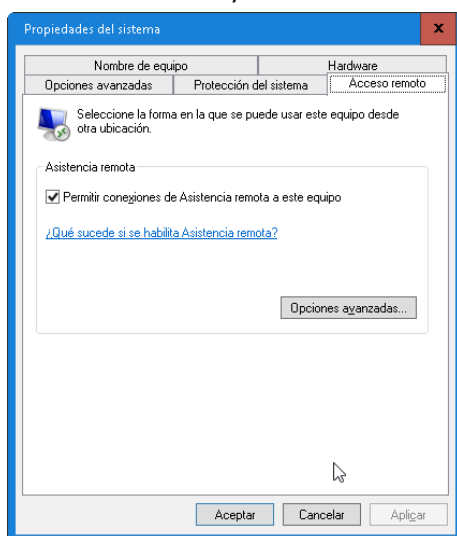 Propiedades del sistema
x
Nombre de equipo
Hardware
Opciones avanzadas
Protección del sistema
Acceso remoto
Seleccione la forma en la que se puede usar este equipo desde
otra ubicación.
Asistencia remota
Permitir conexiones de Asistencia remota a este equipo
¿Qué sucede si se habilita Asistencia remota?
Opciones avanzadas...
Aceptar
Cancelar
Aplicar